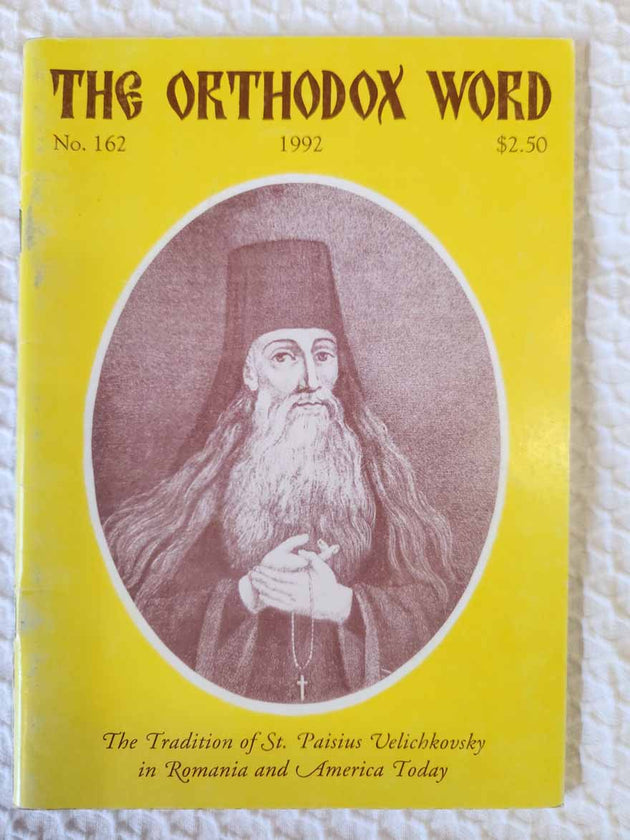 THE ORTHODOX WORD
No. 162 1992 $2.50
The Tradition of St. Paisius Velichkovsky
in Romania and America Today